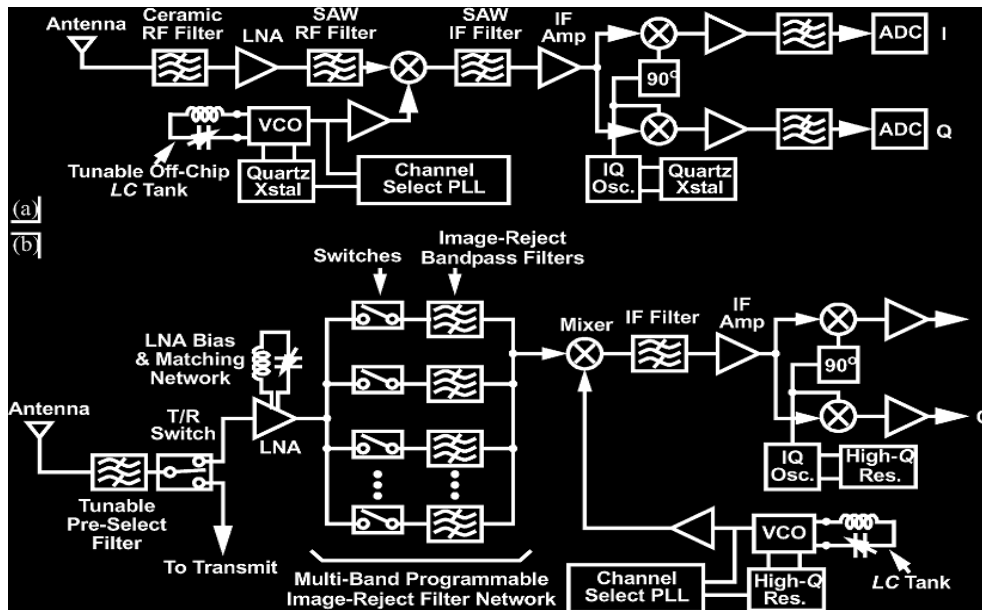 Antenna
Ceramic
RF Filter
LNA
SAW
RF Filter
SAW
IF Filter
IF
Amp
90°
ADC
I
ADC
Q
VCO
Tunable Off-Chip
LC Tank
Quartz
Xstal
Channel
Select PLL
IQ
Osc.
Quartz
Xstal
(a)
(b)
Switches
Image-Reject
Bandpass Filters
LNA Bias
& Matching
Network
Antenna
T/R
Switch
LNA
Tunable
Pre-Select
Filter
To Transmit
Multi-Band Programmable
Image-Reject Filter Network
Mixer
IF Filter
IF
Amp
90°
IQ
Osc.
High-Q
Res.
VCO
Channel
Select PLL
High-Q
Res.
LC Tank